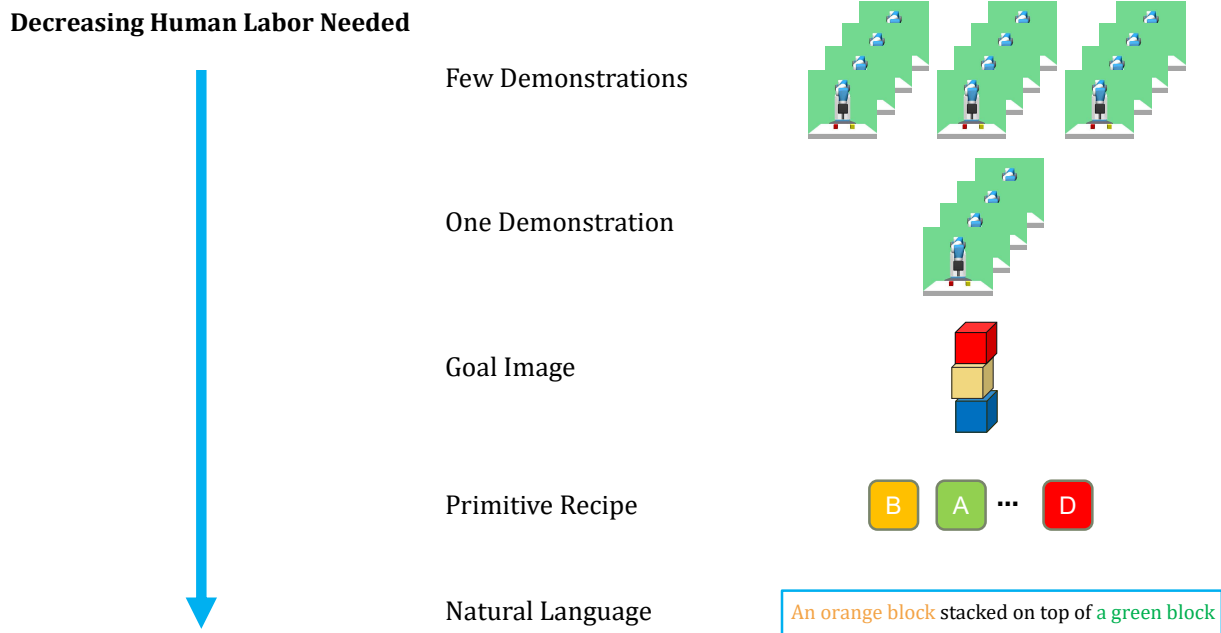 Decreasing Human Labor Needed
Few Demonstrations
One Demonstration
Goal Image
Primitive Recipe
B A ... D
Natural Language
An orange block stacked on top of a green block